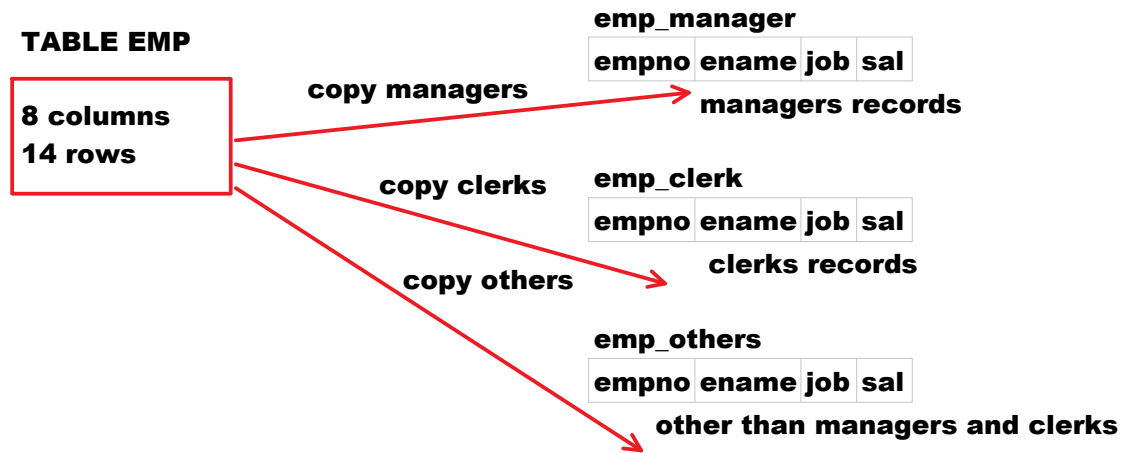 TABLE EMP
8 columns
14 rows
copy managers
copy clerks
copy others
emp_manager
empno ename job sal
managers records
emp_clerk
empno ename job sal
clerks records
emp_others
empno ename job sal
other than managers and clerks